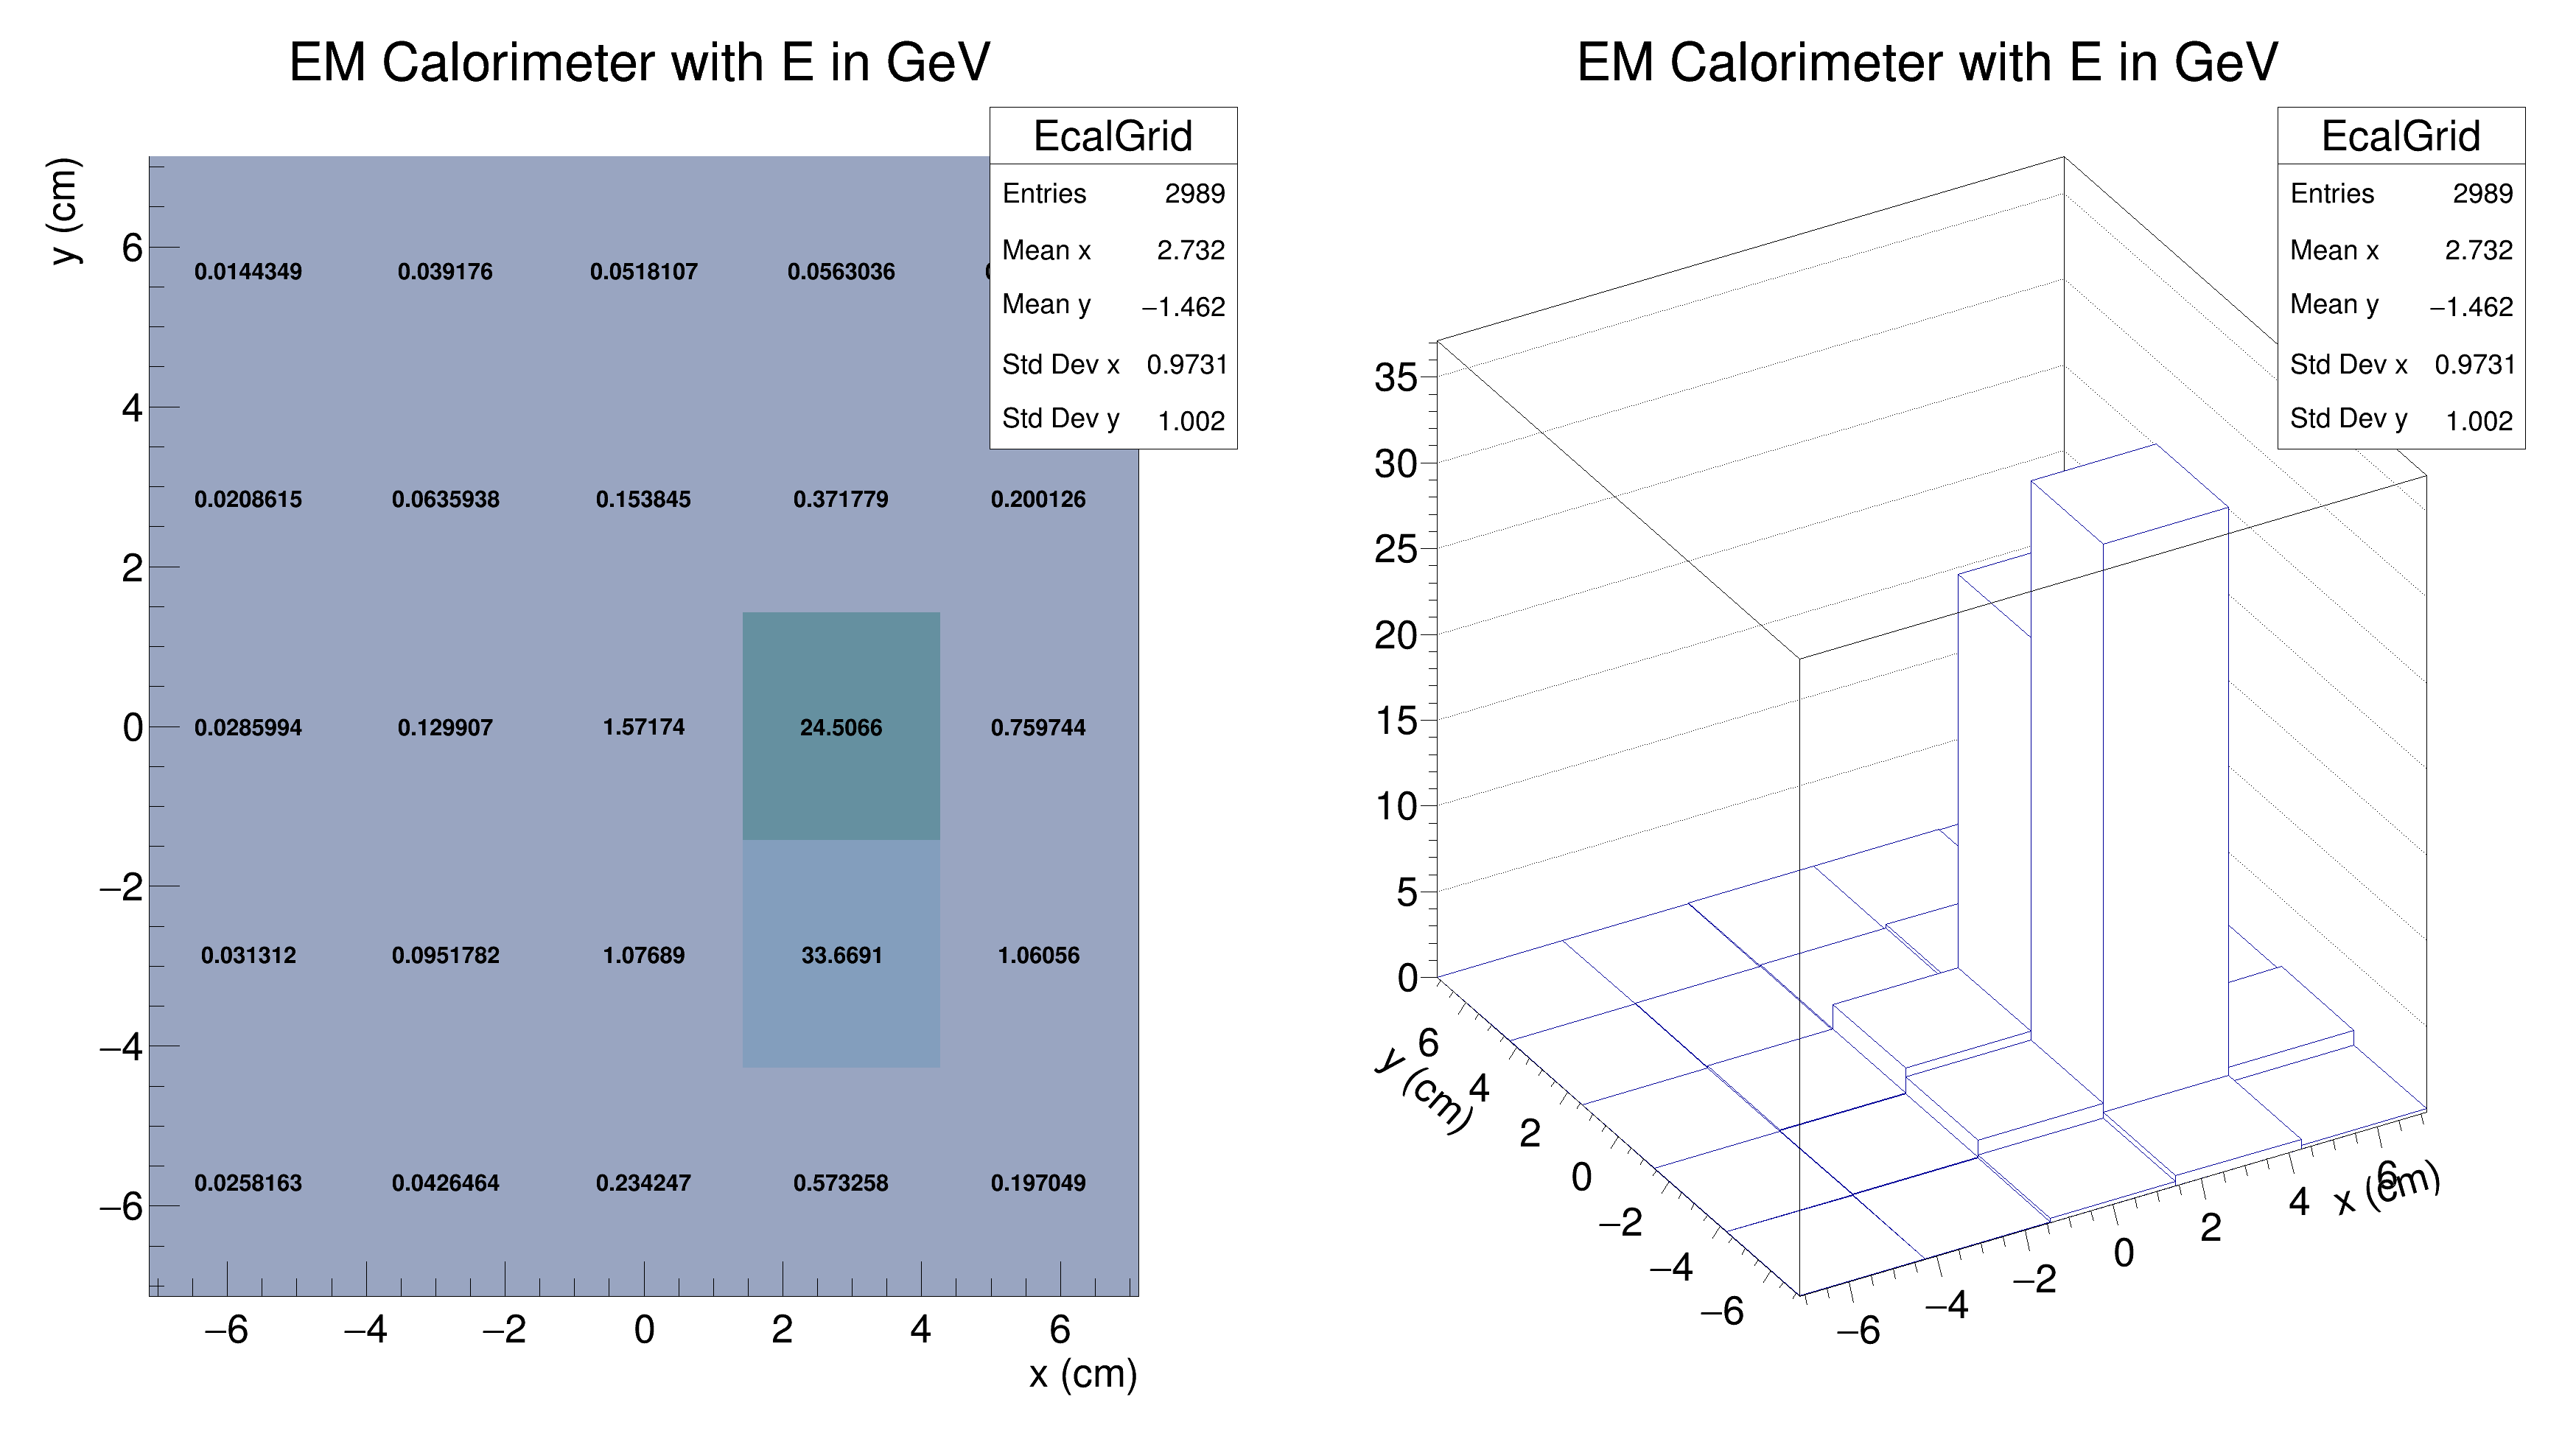 EM Calorimeter with E in GeV
EcalGrid
Entries 2989
Mean x 2.732
Mean y −1.462
Std Dev x 0.9731
Std Dev y 1.002
y (cm)
6
4
2
0
−2
−4
−6
0.0144349 0.039176 0.0518107 0.0563036
0.0208615 0.0635938 0.153845 0.371779 0.200126
0.0285994 0.129907 1.57174 24.5066 0.759744
0.031312 0.0951782 1.07689 33.6691 1.06056
0.0258163 0.0426464 0.234247 0.573258 0.197049
−6 −4 −2 0 2 4 6
x (cm)
EM Calorimeter with E in GeV
EcalGrid
Entries 2989
Mean x 2.732
Mean y −1.462
Std Dev x 0.9731
Std Dev y 1.002
35
30
25
20
15
10
5
0
y (cm)
6
4
2
0
−2
−4
−6
−6
−4
−2
0
2
4
6
x (cm)